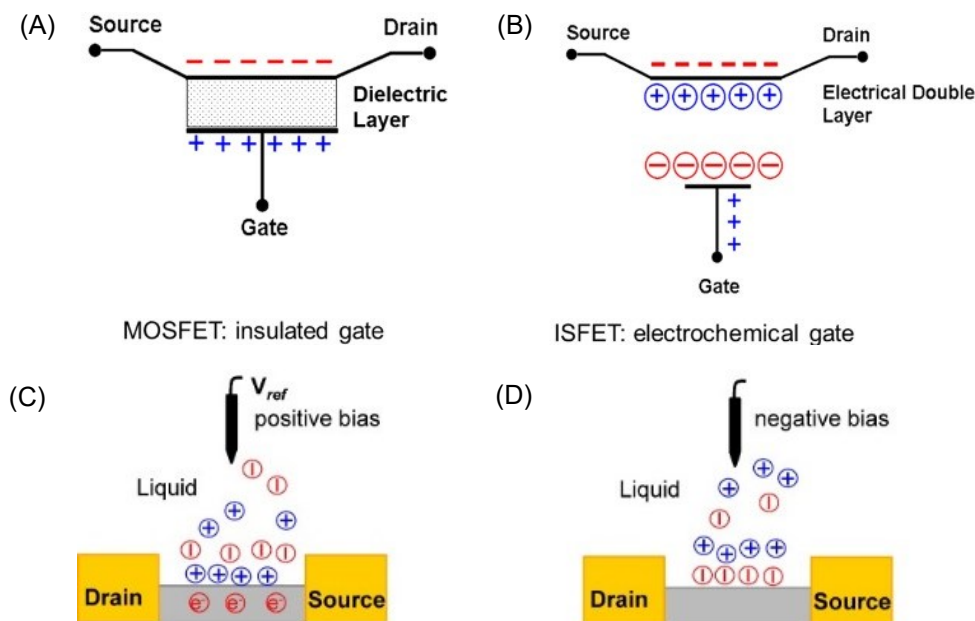 (A)
Source
Drain
Dielectric
Layer
Gate
MOSFET: insulated gate
(B)
Source
Drain
Electrical Double
Layer
Gate
ISFET: electrochemical gate
(C)
Vref
positive bias
Liquid
Drain
e- e- e-
Source
(D)
negative bias
Liquid
Drain
Source